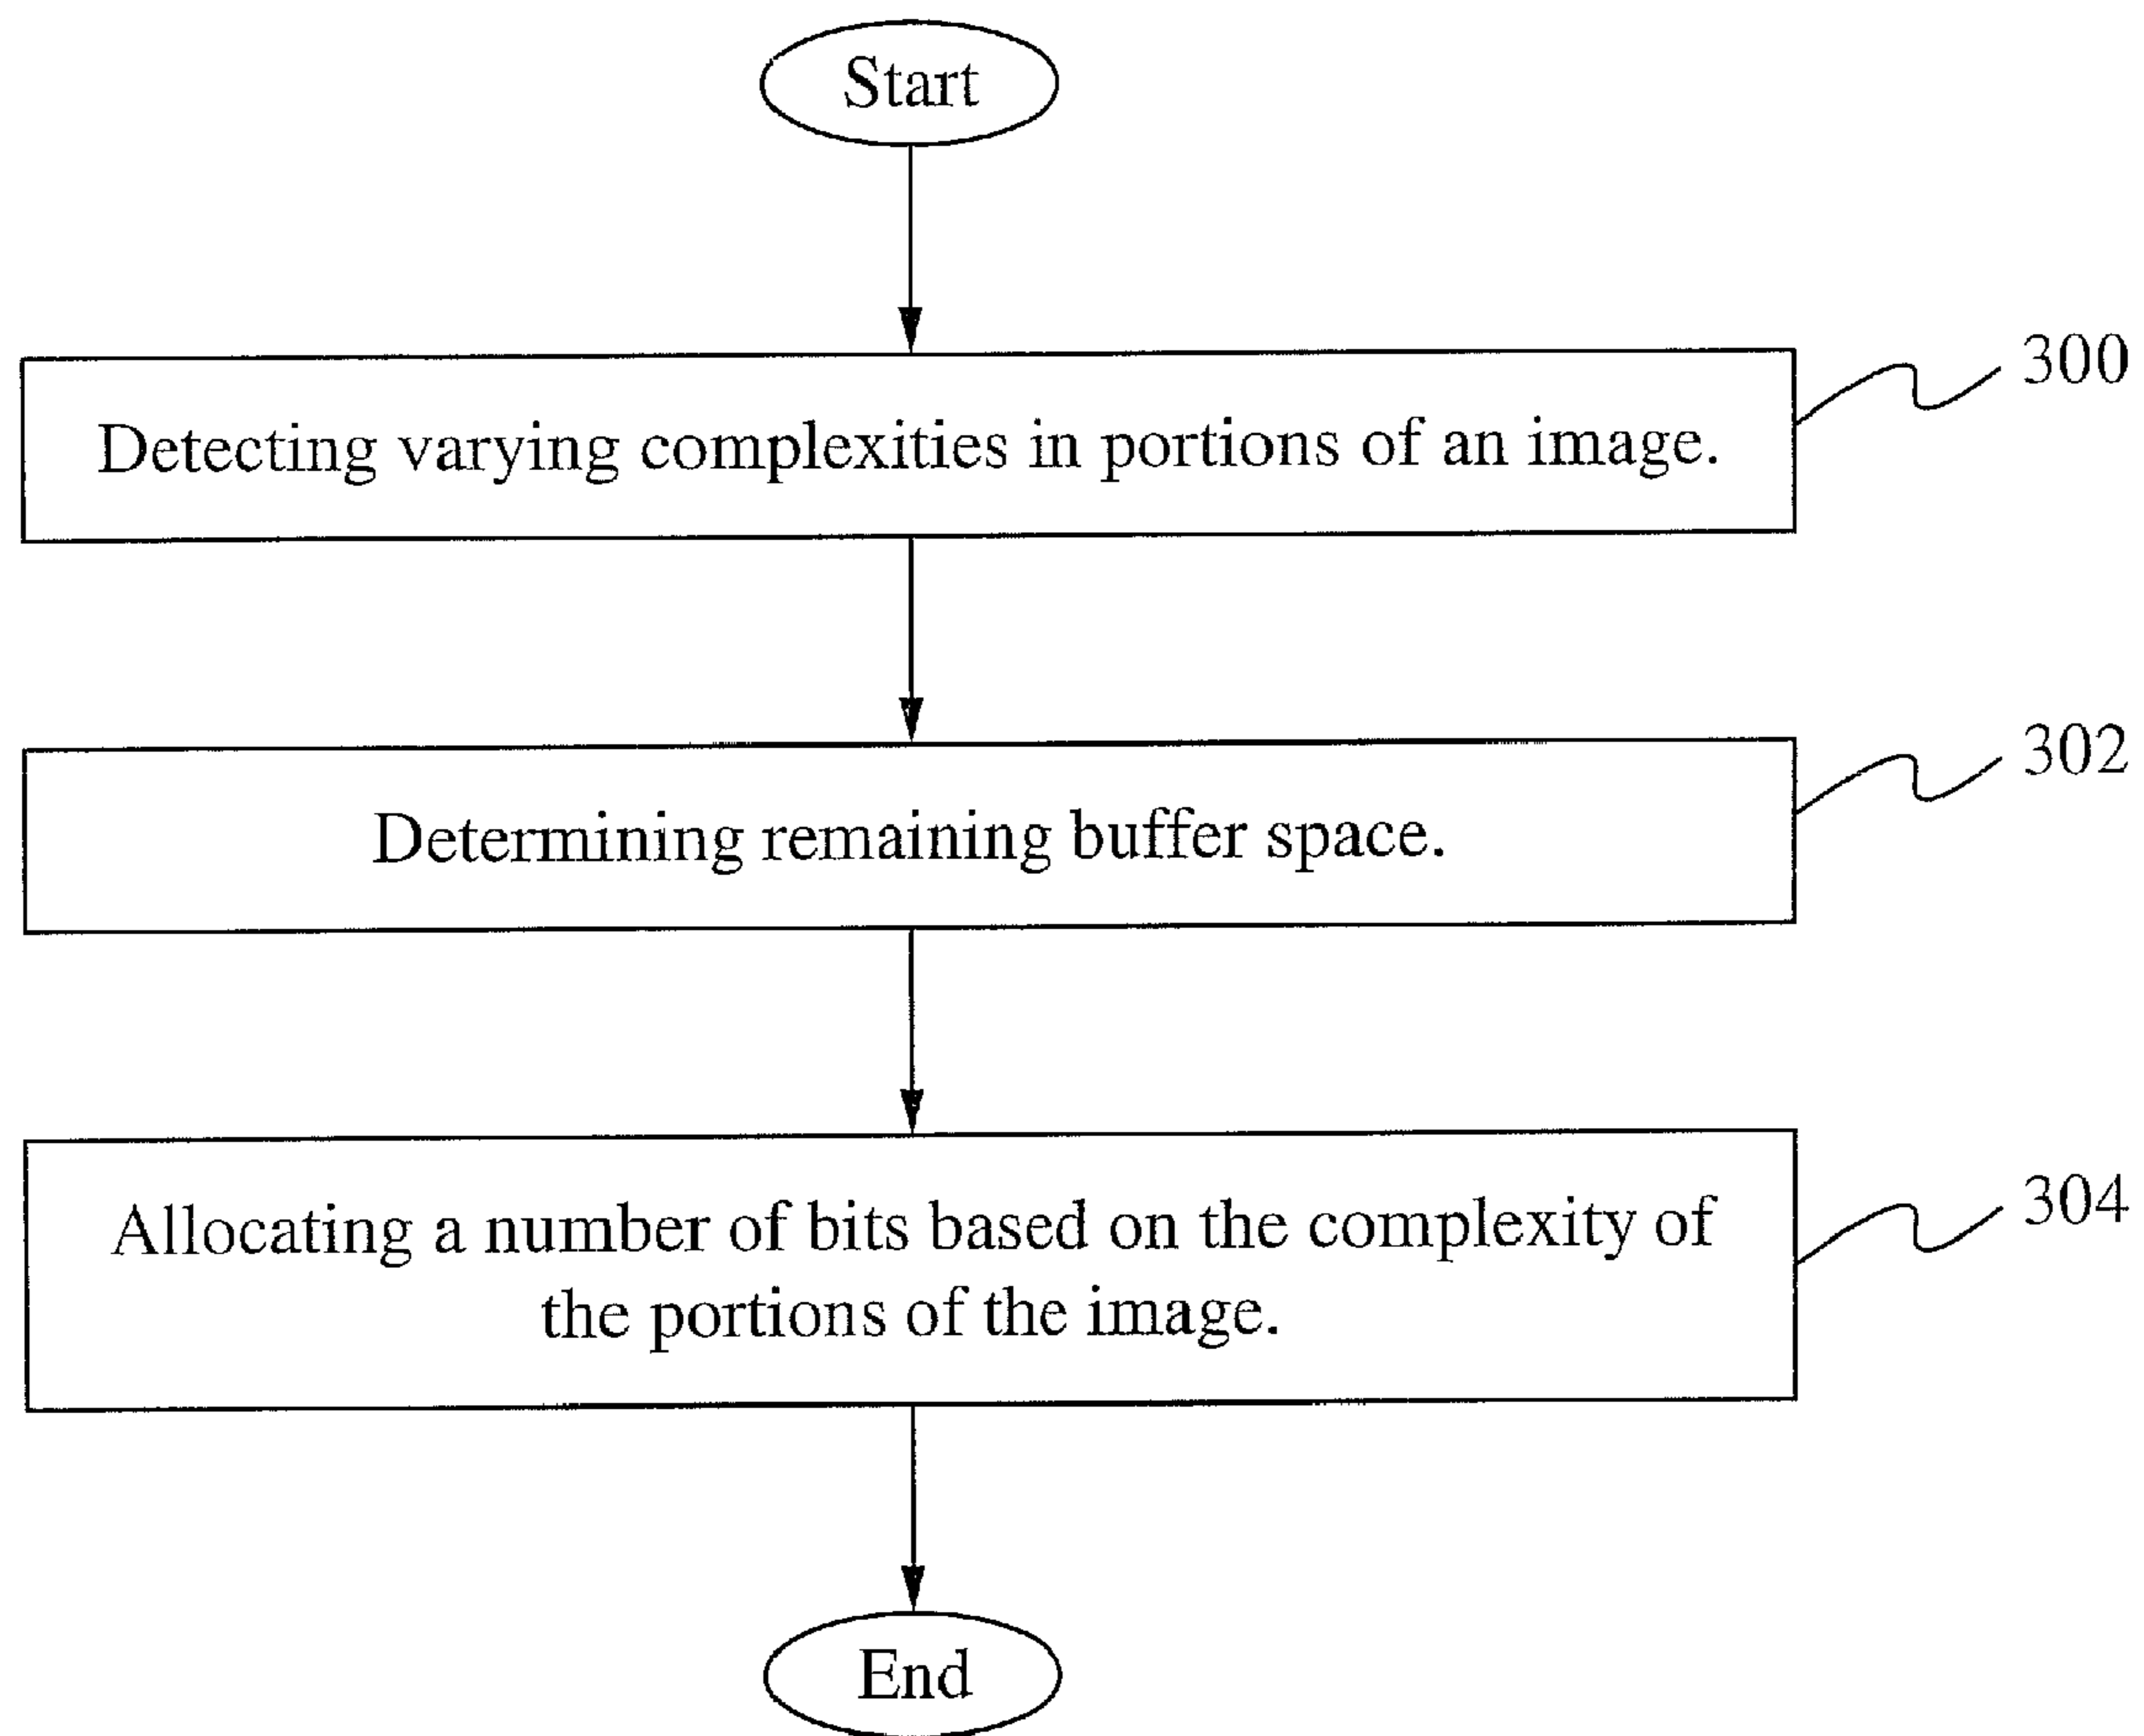 Start
300
Detecting varying complexities in portions of an image.
302
Determining remaining buffer space.
304
Allocating a number of bits based on the complexity of
the portions of the image.
End